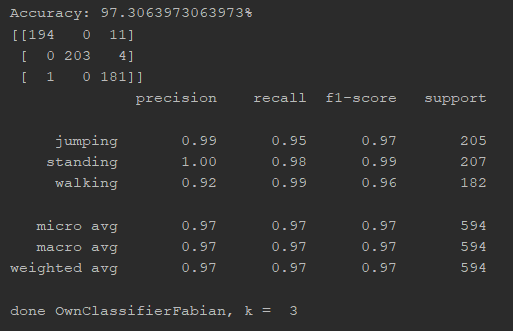 Accuracy: 97.3063973063973%
[[194   0  11]
 [  0 203   4]
 [  1   0 181]]
              precision    recall  f1-score   support

     jumping       0.99      0.95      0.97       205
    standing       1.00      0.98      0.99       207
     walking       0.92      0.99      0.96       182

   micro avg       0.97      0.97      0.97       594
   macro avg       0.97      0.97      0.97       594
weighted avg       0.97      0.97      0.97       594

done OwnClassifierFabian, k =  3